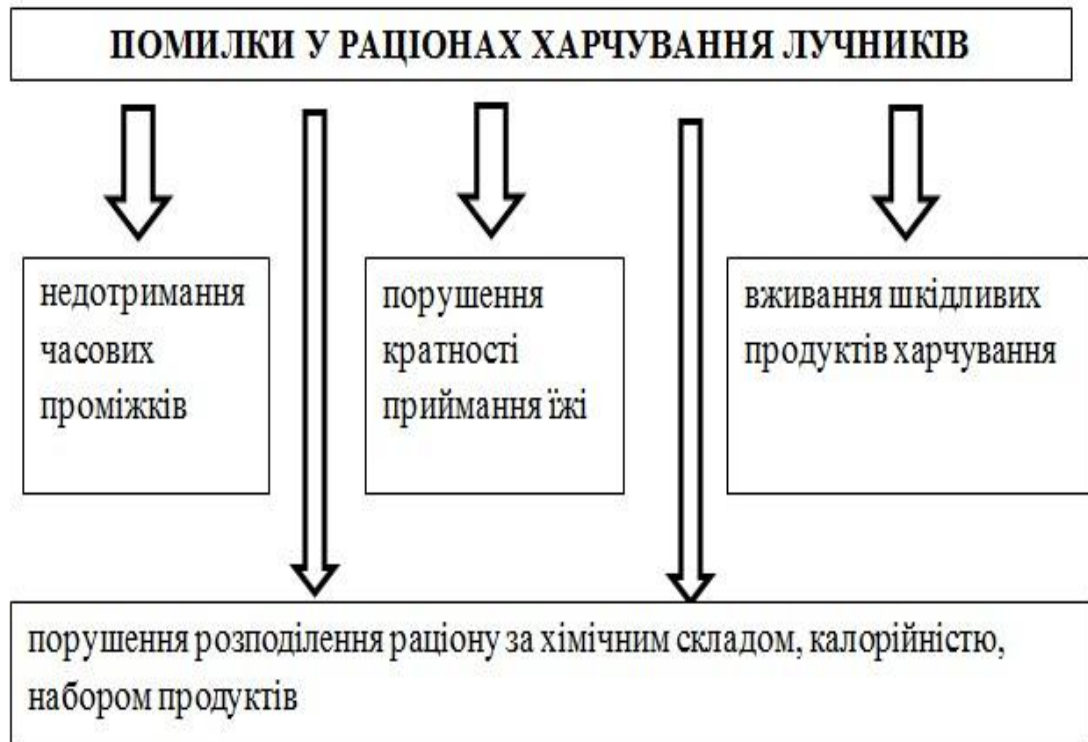 ПОМИЛКИ У РАЦІОНАХ ХАРЧУВАННЯ ЛУЧНИКІВ
недотримання
часових
проміжків
порушення
кратності
приймання їжі
вживання шкідливих
продуктів харчування
порушення розподілення раціону за хімічним складом, калорійністю,
набором продуктів